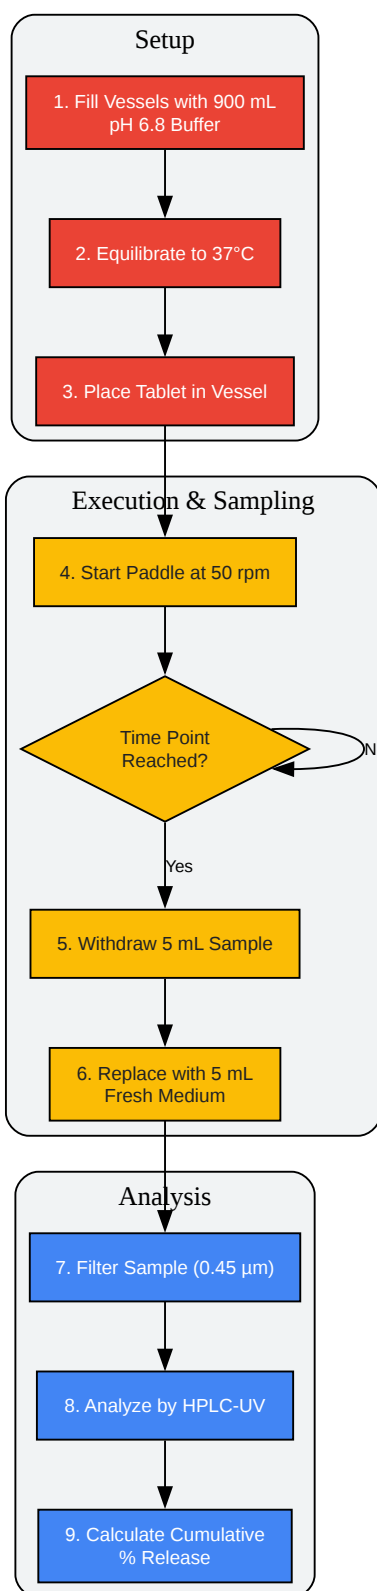 Setup
1. Fill Vessels with 900 mL
pH 6.8 Buffer
2. Equilibrate to 37°C
3. Place Tablet in Vessel
Execution & Sampling
4. Start Paddle at 50 rpm
Time Point
Reached?
N
Yes
5. Withdraw 5 mL Sample
6. Replace with 5 mL
Fresh Medium
Analysis
7. Filter Sample (0.45 µm)
8. Analyze by HPLC-UV
9. Calculate Cumulative
% Release